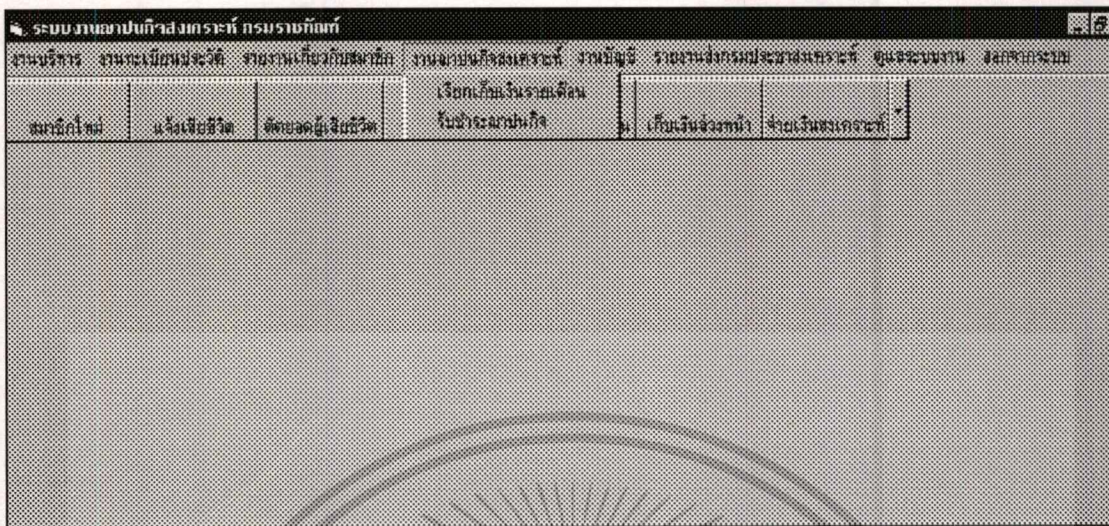 ระบบงานฌาปนกิจสงเคราะห์ กรมราชทัณฑ์
งานบริหาร งานทะเบียนประวัติ รายงานเกี่ยวกับสมาชิก งานฌาปนกิจสงเคราะห์ งานบัญชี รายงานส่งกรมประชาสงเคราะห์ ดูแลระบบงาน ออกจากระบบ
เรียกเก็บเงินรายเดือน
รับชำระฌาปนกิจ
สมาชิกใหม่ แจ้งเสียชีวิต ตัดยอดผู้เสียชีวิต น เก็บเงินล่วงหน้า จ่ายเงินสงเคราะห์